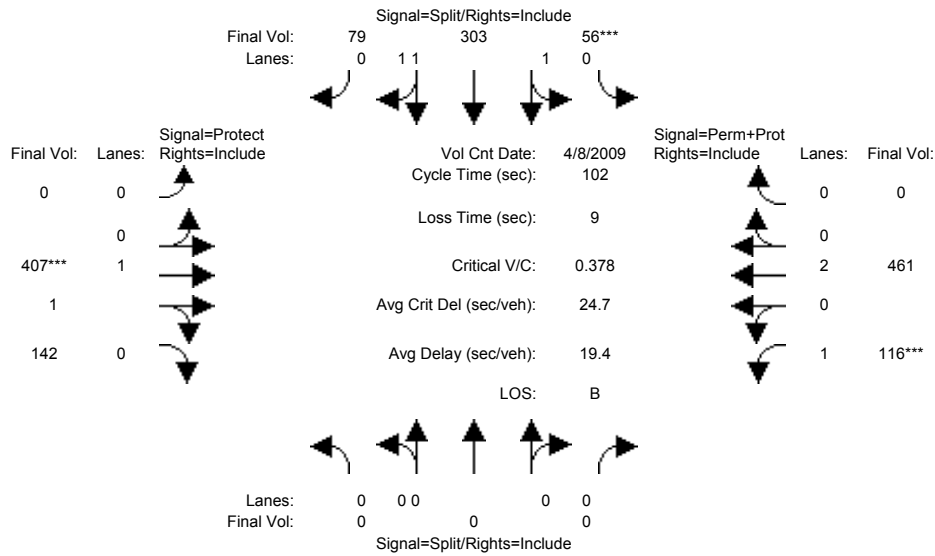 Signal=Split/Rights=Include
Final Vol: 79 303 56***
Lanes: 0 1 1 1 0
Signal=Protect Signal=Perm+Prot
Final Vol: Lanes: Rights=Include Vol Cnt Date: 4/8/2009 Rights=Include Lanes: Final Vol:
Cycle Time (sec): 102
0 0 0 0
Loss Time (sec): 9
0 0
407*** 1 Critical V/C: 0.378 2 461
1 Avg Crit Del (sec/veh): 24.7 0
142 0 Avg Delay (sec/veh): 19.4 1 116***
LOS: B
Lanes: 0 0 0 0 0
Final Vol: 0 0 0
Signal=Split/Rights=Include